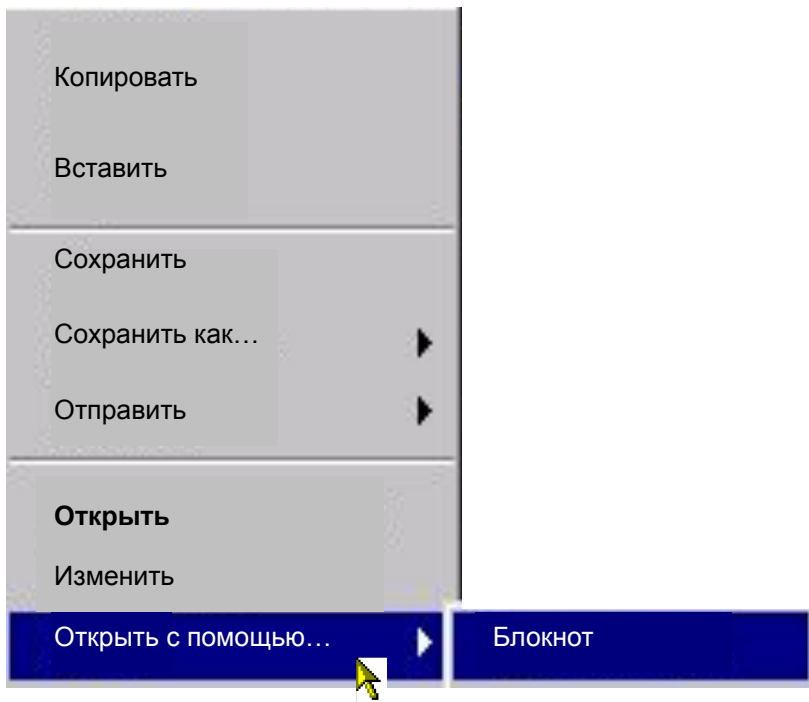 Копировать
Вставить
Сохранить
Сохранить как…
Отправить
Открыть
Изменить
Открыть с помощью…
Блокнот